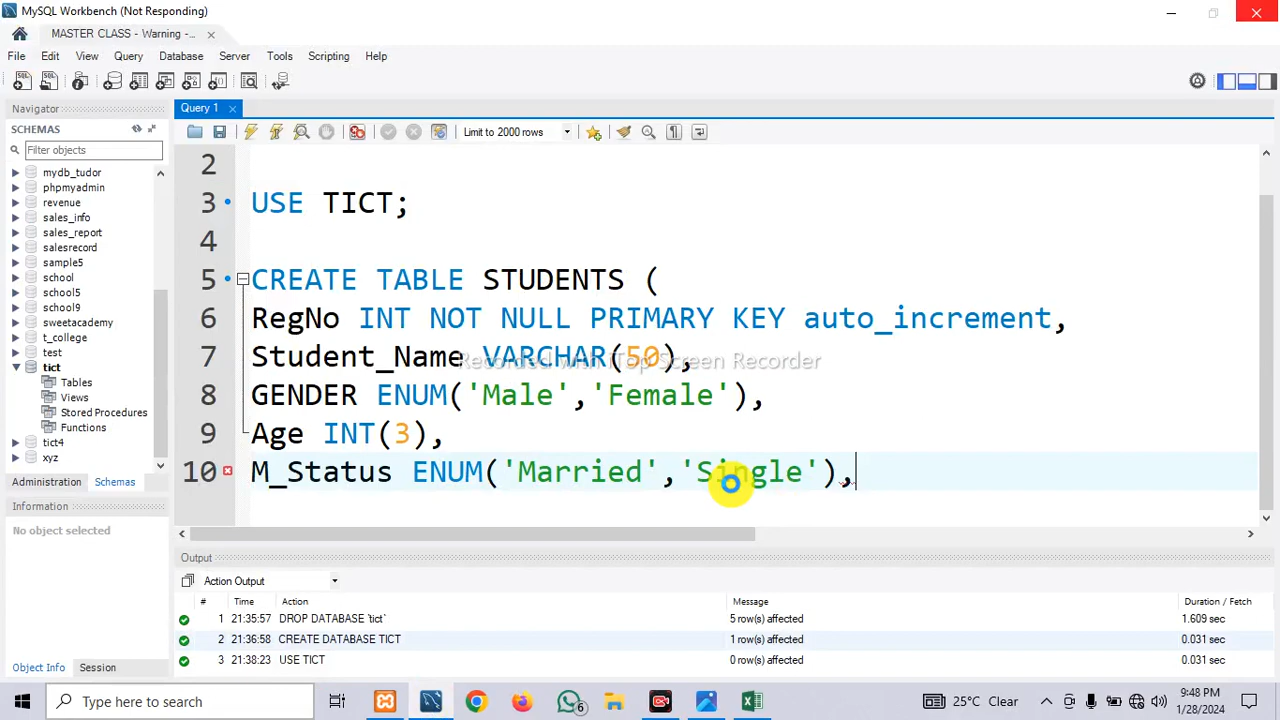 MySQL Workbench (Not Responding)
MASTER CLASS - Warning -...
File Edit View Query Database Server Tools Scripting Help
Navigator
Query 1
SCHEMAS
Limit to 2000 rows
Filter objects
mydb_tudor
phpmyadmin
revenue
sales_info
sales_report
salesrecord
sample5
school
school5
school9
sweetacademy
t_college
test
tict
Tables
Views
Stored Procedures
Functions
tict4
xyz
Administration Schemas
Information
No object selected
2
3 USE TICT;
4
5 CREATE TABLE STUDENTS (
6 RegNo INT NOT NULL PRIMARY KEY auto_increment,
7 Student_Name VARCHAR(50),
Recorded with iTop Screen Recorder
8 GENDER ENUM('Male','Female'),
9 Age INT(3),
10 M_Status ENUM('Married','Single'),
Output
Action Output
# Time Action Message Duration / Fetch
1 21:35:57 DROP DATABASE `tict` 5 row(s) affected 1.609 sec
2 21:36:58 CREATE DATABASE TICT 1 row(s) affected 0.031 sec
3 21:38:23 USE TICT 0 row(s) affected 0.031 sec
Object Info Session
Type here to search
6
25°C Clear
9:48 PM
1/28/2024